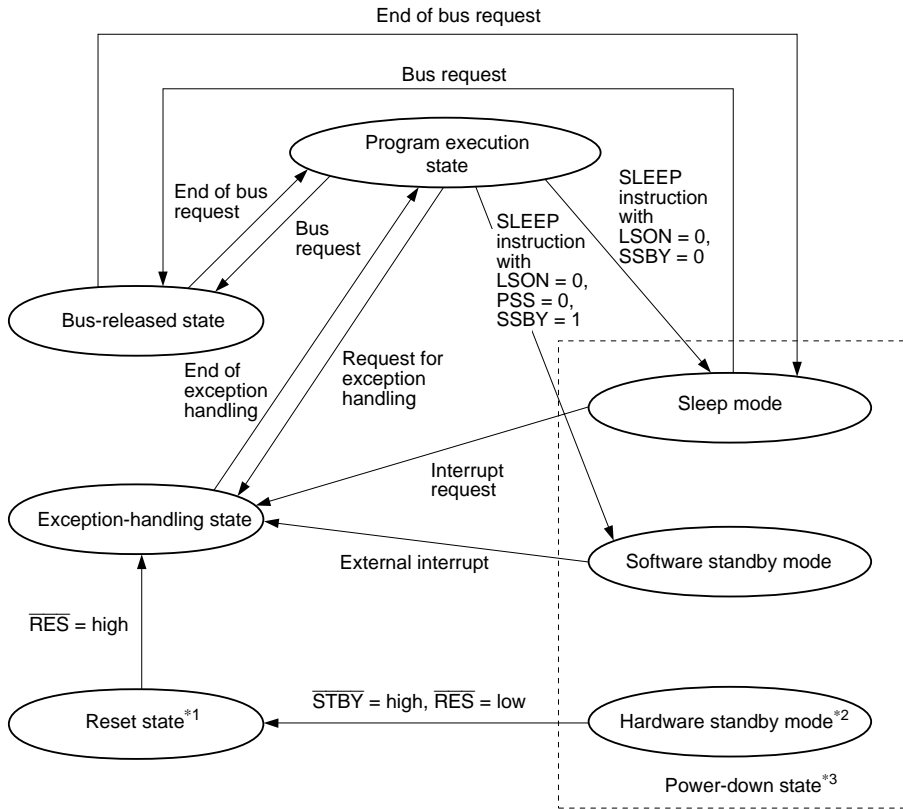 End of bus request
Bus request
Program execution
state
End of bus
request
Bus
request
SLEEP
instruction
with
LSON = 0,
PSS = 0,
SSBY = 1
SLEEP
instruction
with
LSON = 0,
SSBY = 0
Bus-released state
End of
exception
handling
Request for
exception
handling
Sleep mode
Interrupt
request
Exception-handling state
External interrupt
Software standby mode
R̅E̅S̅ = high
S̅T̅B̅Y̅ = high, R̅E̅S̅ = low
Reset state*1
Hardware standby mode*2
Power-down state*3